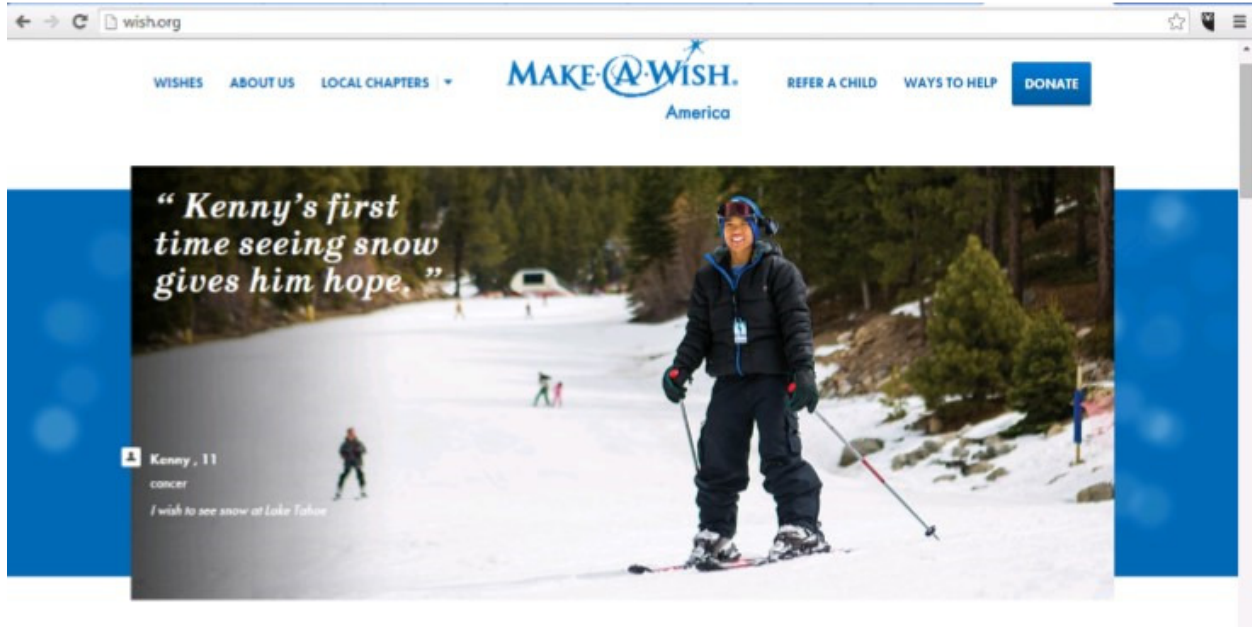 wish.org
WISHES ABOUT US LOCAL CHAPTERS MAKE·A·WISH. REFER A CHILD WAYS TO HELP DONATE
America
“ Kenny’s first
time seeing snow
gives him hope. ”
Kenny , 11
cancer
I wish to see snow at Lake Tahoe